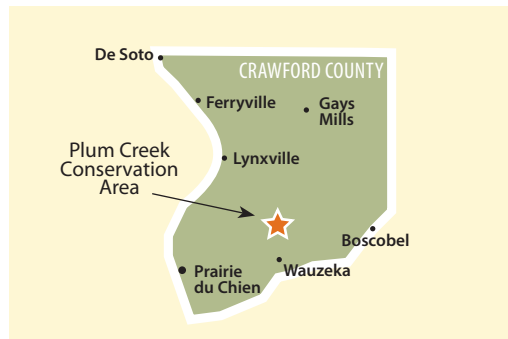 De Soto
CRAWFORD COUNTY
Ferryville
Gays
Mills
Plum Creek
Conservation
Area
Lynxville
Boscobel
Prairie
du Chien
Wauzeka